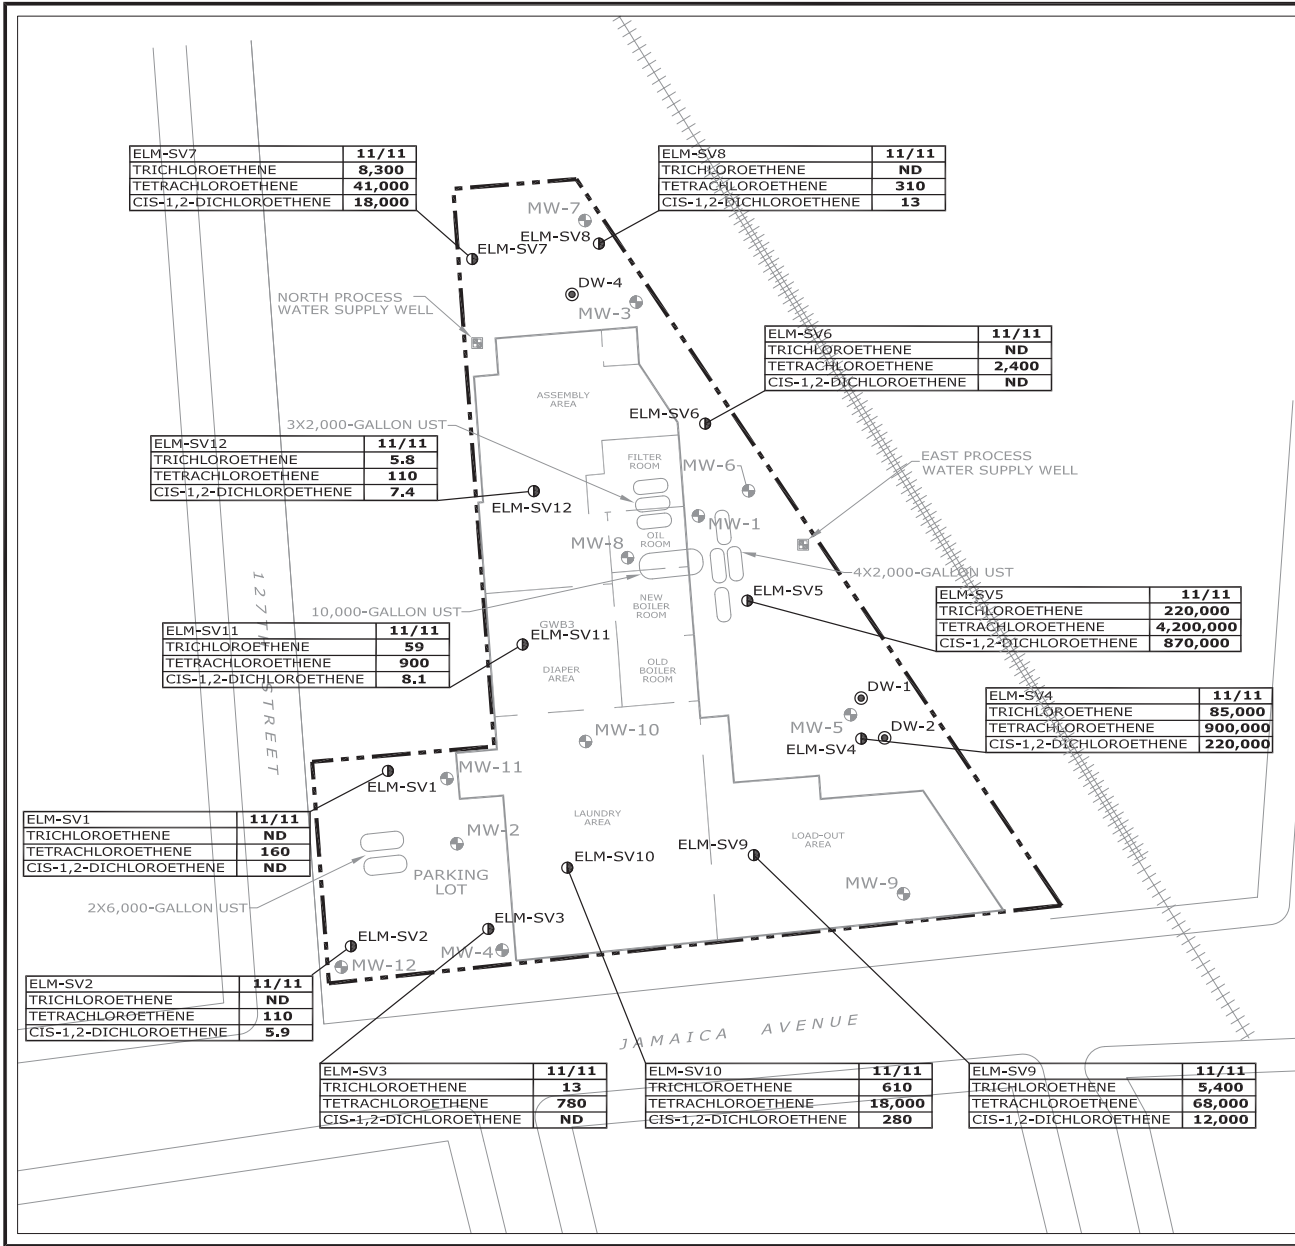 ELM-SV7 11/11
TRICHLOROETHENE 8,300
TETRACHLOROETHENE 41,000
CIS-1,2-DICHLOROETHENE 18,000
ELM-SV8 11/11
TRICHLOROETHENE ND
TETRACHLOROETHENE 310
CIS-1,2-DICHLOROETHENE 13
MW-7
ELM-SV8
ELM-SV7
DW-4
MW-3
NORTH PROCESS
WATER SUPPLY WELL
ELM-SV6 11/11
TRICHLOROETHENE ND
TETRACHLOROETHENE 2,400
CIS-1,2-DICHLOROETHENE ND
ASSEMBLY
AREA
ELM-SV6
3X2,000-GALLON UST
ELM-SV12 11/11
TRICHLOROETHENE 5.8
TETRACHLOROETHENE 110
CIS-1,2-DICHLOROETHENE 7.4
FILTER
ROOM
MW-6
EAST PROCESS
WATER SUPPLY WELL
ELM-SV12
MW-1
OIL
ROOM
MW-8
4X2,000-GALLON UST
127TH STREET
10,000-GALLON UST
NEW
BOILER
ROOM
ELM-SV5
ELM-SV5 11/11
TRICHLOROETHENE 220,000
TETRACHLOROETHENE 4,200,000
CIS-1,2-DICHLOROETHENE 870,000
ELM-SV11 11/11
TRICHLOROETHENE 59
TETRACHLOROETHENE 900
CIS-1,2-DICHLOROETHENE 8.1
GWB3
ELM-SV11
DIAPER
AREA
OLD
BOILER
ROOM
DW-1
MW-5
DW-2
ELM-SV4
ELM-SV4 11/11
TRICHLOROETHENE 85,000
TETRACHLOROETHENE 900,000
CIS-1,2-DICHLOROETHENE 220,000
MW-10
MW-11
ELM-SV1
ELM-SV1 11/11
TRICHLOROETHENE ND
TETRACHLOROETHENE 160
CIS-1,2-DICHLOROETHENE ND
LAUNDRY
AREA
MW-2
ELM-SV9
LOAD-OUT
AREA
ELM-SV10
PARKING
LOT
MW-9
2X6,000-GALLON UST
ELM-SV3
ELM-SV2
MW-4
MW-12
ELM-SV2 11/11
TRICHLOROETHENE ND
TETRACHLOROETHENE 110
CIS-1,2-DICHLOROETHENE 5.9
JAMAICA AVENUE
ELM-SV3 11/11
TRICHLOROETHENE 13
TETRACHLOROETHENE 780
CIS-1,2-DICHLOROETHENE ND
ELM-SV10 11/11
TRICHLOROETHENE 610
TETRACHLOROETHENE 18,000
CIS-1,2-DICHLOROETHENE 280
ELM-SV9 11/11
TRICHLOROETHENE 5,400
TETRACHLOROETHENE 68,000
CIS-1,2-DICHLOROETHENE 12,000